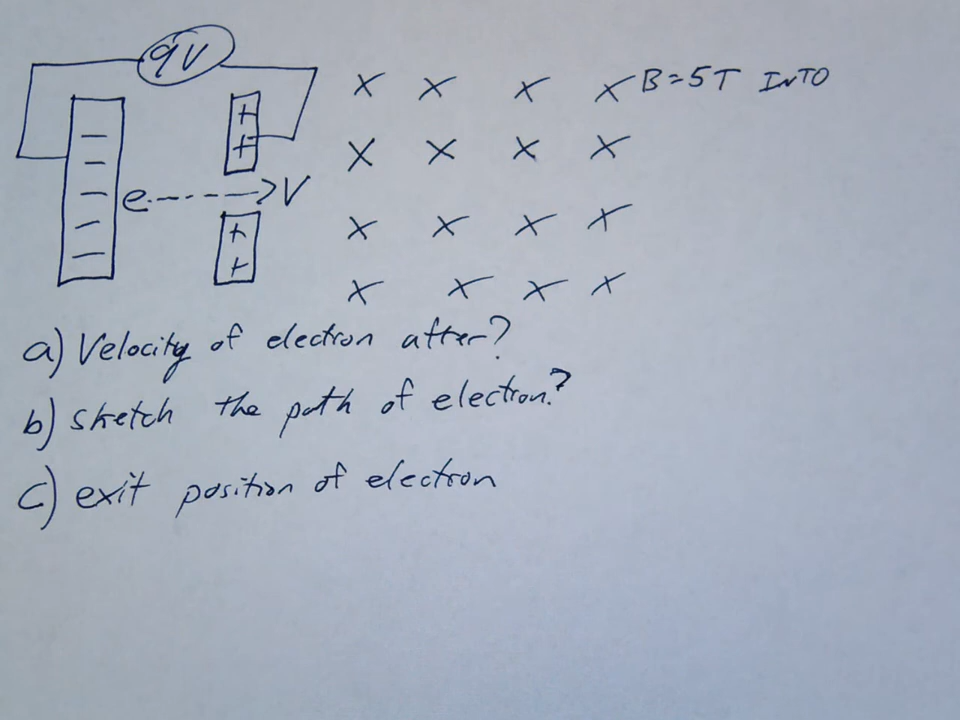 9V
X X X X B=5T INTO
+
+
X X X X
-
-
-
-
-
e ----> V
+
+
X X X X
X X X X
a) Velocity of electron after?
b) sketch the path of electron?
c) exit position of electron